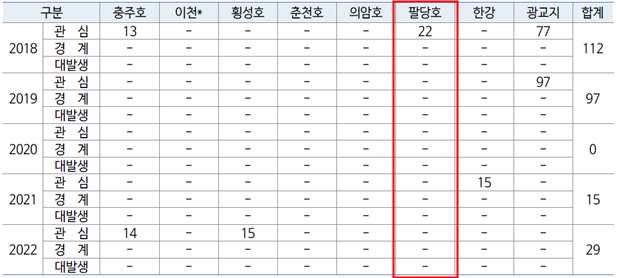 구분 충주호 이천* 횡성호 춘천호 의암호 팔당호 한강 광교지 합계
2018 관 심 13 – – – – 22 – 77 112
경 계 – – – – – – – –
대발생 – – – – – – – –
2019 관 심 – – – – – – – 97 97
경 계 – – – – – – – –
대발생 – – – – – – – –
2020 관 심 – – – – – – – – 0
경 계 – – – – – – – –
대발생 – – – – – – – –
2021 관 심 – – – – – – 15 – 15
경 계 – – – – – – – –
대발생 – – – – – – – –
2022 관 심 14 – 15 – – – – – 29
경 계 – – – – – – – –
대발생 – – – – – – – –